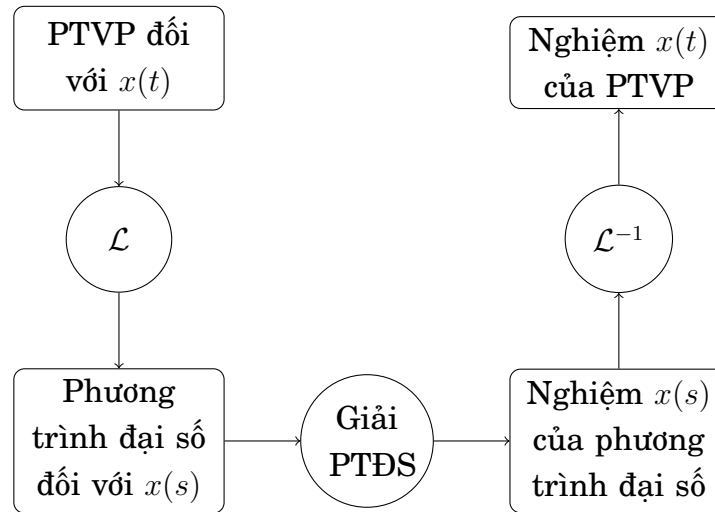 PTVP đối
với x(t)
Nghiệm x(t)
của PTVP
ℒ
ℒ⁻¹
Phương
trình đại số
đối với x(s)
Giải
PTĐS
Nghiệm x(s)
của phương
trình đại số